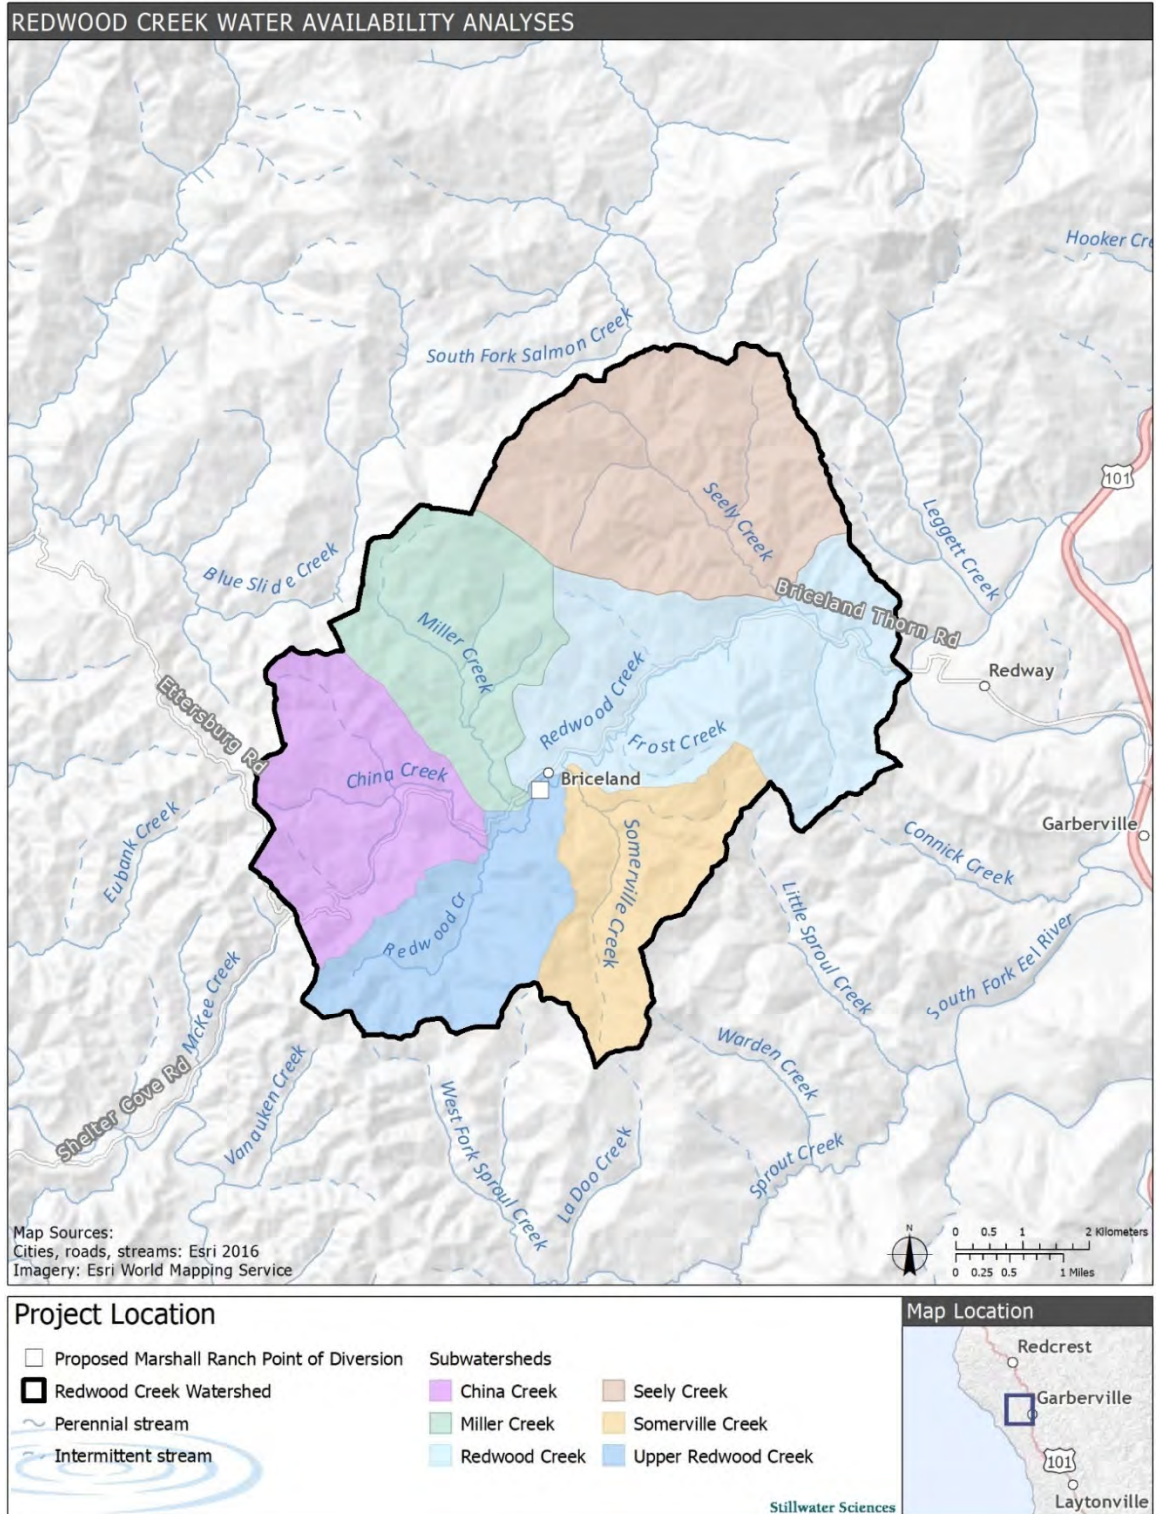 REDWOOD CREEK WATER AVAILABILITY ANALYSES
Hooker Cre
South Fork Salmon Creek
101
Seely Creek
Leggett Creek
Blue Slide Creek
Briceland Thorn Rd
Miller Creek
Redway
Ettersburg Rd
Redwood Creek
Frost Creek
China Creek
Briceland
Garberville
Eubank Creek
Somerville Creek
Connick Creek
Little Sproul Creek
Redwood Cr
South Fork Eel River
McKee Creek
Warden Creek
Shelter Cove Rd
Vanauken Creek
West Fork Sproul Creek
La Doo Creek
Sprout Creek
Map Sources:
Cities, roads, streams: Esri 2016
Imagery: Esri World Mapping Service
N
0 0.5 1 2 Kilometers
0 0.25 0.5 1 Miles
Project Location
Proposed Marshall Ranch Point of Diversion
Redwood Creek Watershed
Perennial stream
Intermittent stream
Subwatersheds
China Creek
Miller Creek
Redwood Creek
Seely Creek
Somerville Creek
Upper Redwood Creek
Stillwater Sciences
Map Location
Redcrest
Garberville
101
Laytonville